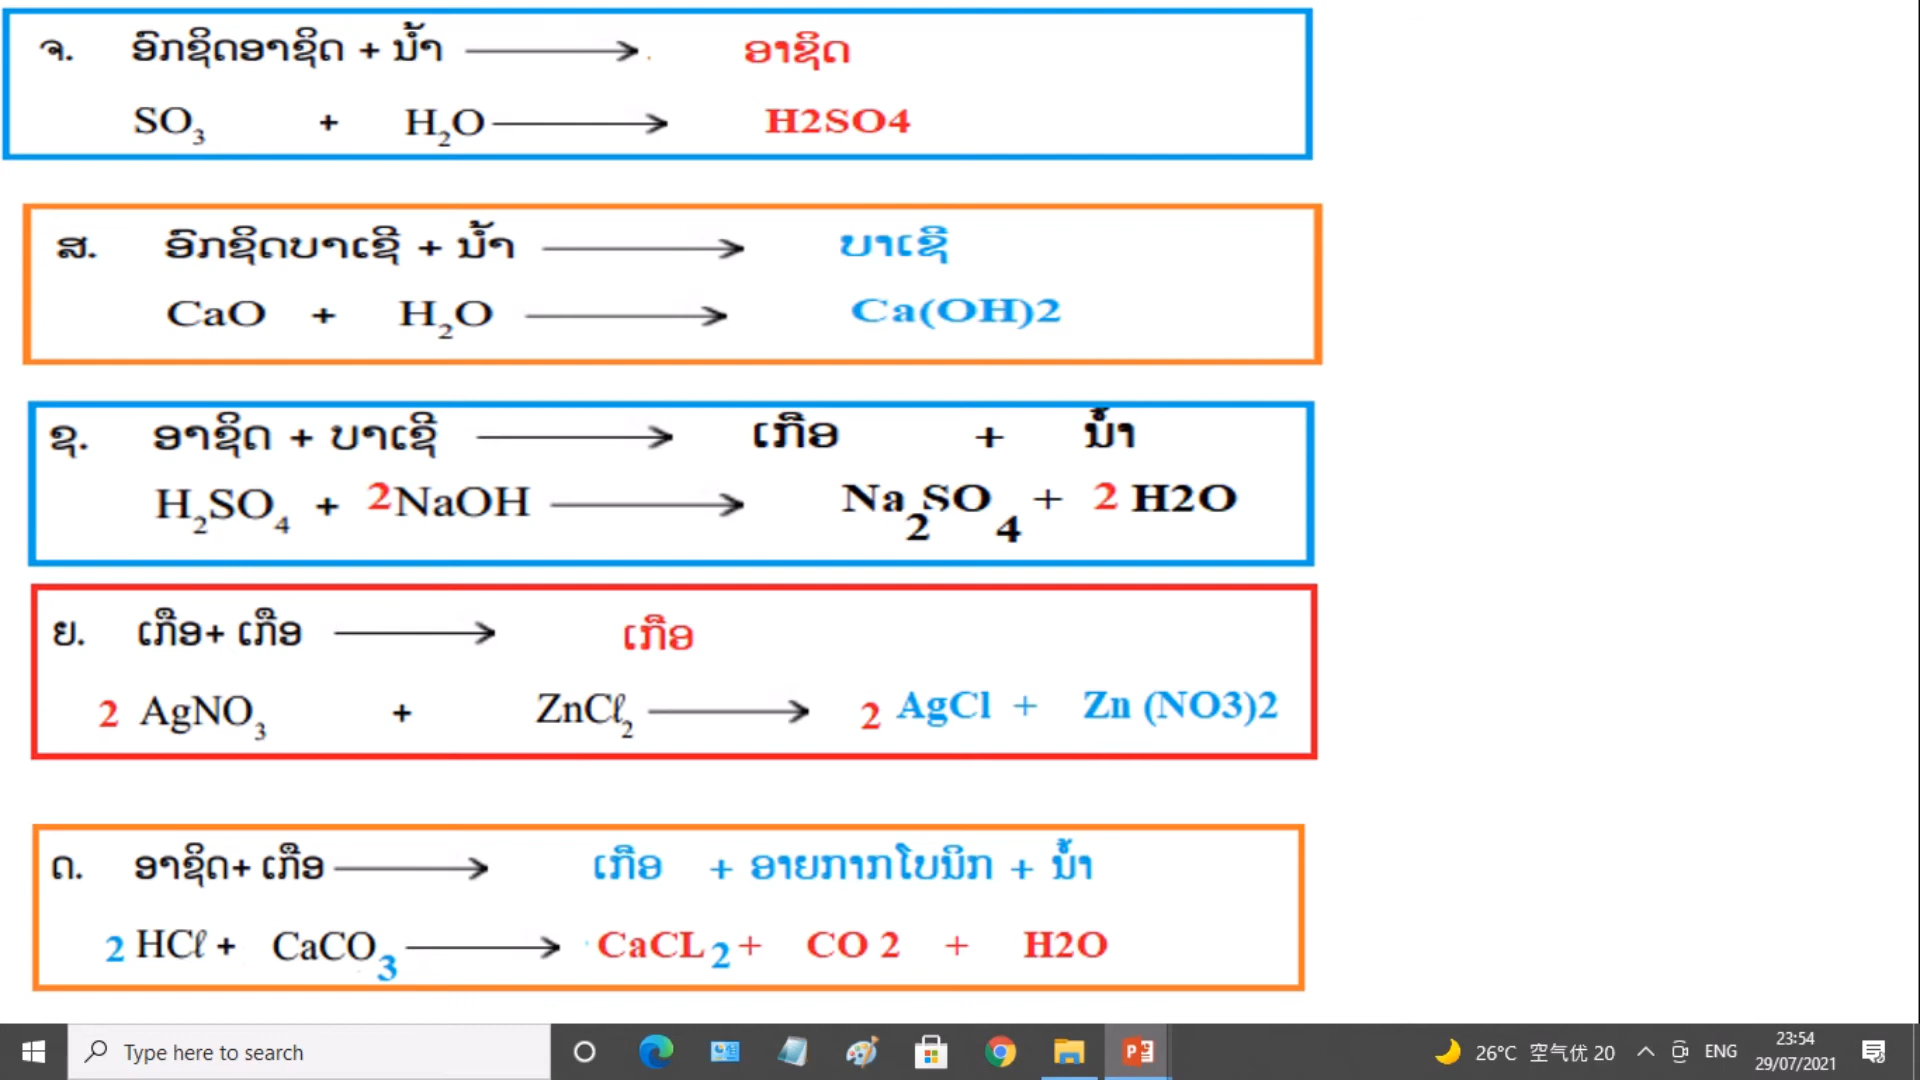 ຈ. ອົກຊິດອາຊິດ + ນ້ຳ ⟶ ອາຊິດ
SO₃ + H₂O ⟶ H2SO4
ສ. ອົກຊິດບາເຊີ + ນ້ຳ ⟶ ບາເຊີ
CaO + H₂O ⟶ Ca(OH)2
ຊ. ອາຊິດ + ບາເຊີ ⟶ ເກືອ + ນ້ຳ
H₂SO₄ + 2NaOH ⟶ Na₂SO₄ + 2 H2O
ຍ. ເກືອ+ ເກືອ ⟶ ເກືອ
2 AgNO₃ + ZnCℓ₂ ⟶ 2 AgCl + Zn (NO3)2
ດ. ອາຊິດ+ ເກືອ ⟶ ເກືອ + ອາຍກາກໂບນິກ + ນ້ຳ
2 HCℓ + CaCO₃ ⟶ CaCL₂ + CO 2 + H2O
Type here to search
26°C 空气优 20
ENG
23:54
29/07/2021